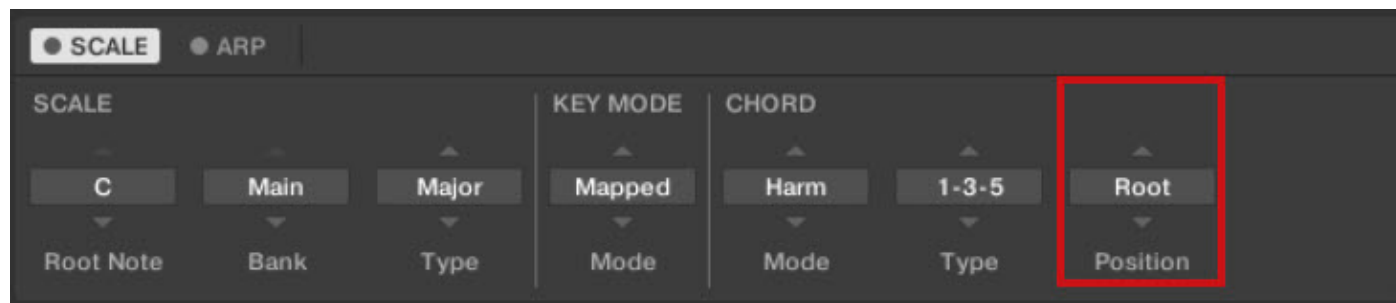 SCALE ARP
SCALE KEY MODE CHORD
C Main Major Mapped Harm 1-3-5 Root
Root Note Bank Type Mode Mode Type Position